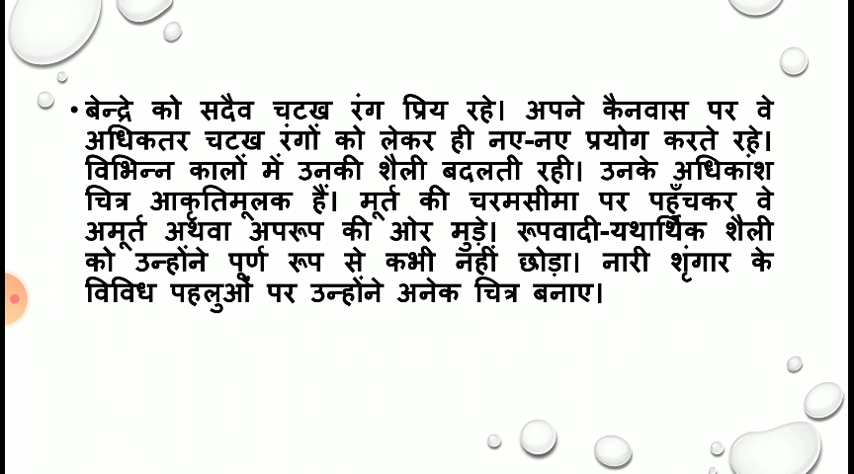 • बेन्द्रे को सदैव चटख रंग प्रिय रहे। अपने कैनवास पर वे
अधिकतर चटख रंगों को लेकर ही नए-नए प्रयोग करते रहे।
विभिन्न कालों में उनकी शैली बदलती रही। उनके अधिकांश
चित्र आकृतिमूलक हैं। मूर्त की चरमसीमा पर पहुँचकर वे
अमूर्त अथवा अपरूप की ओर मुड़े। रूपवादी-यथार्थिक शैली
को उन्होंने पूर्ण रूप से कभी नहीं छोड़ा। नारी शृंगार के
विविध पहलुओं पर उन्होंने अनेक चित्र बनाए।